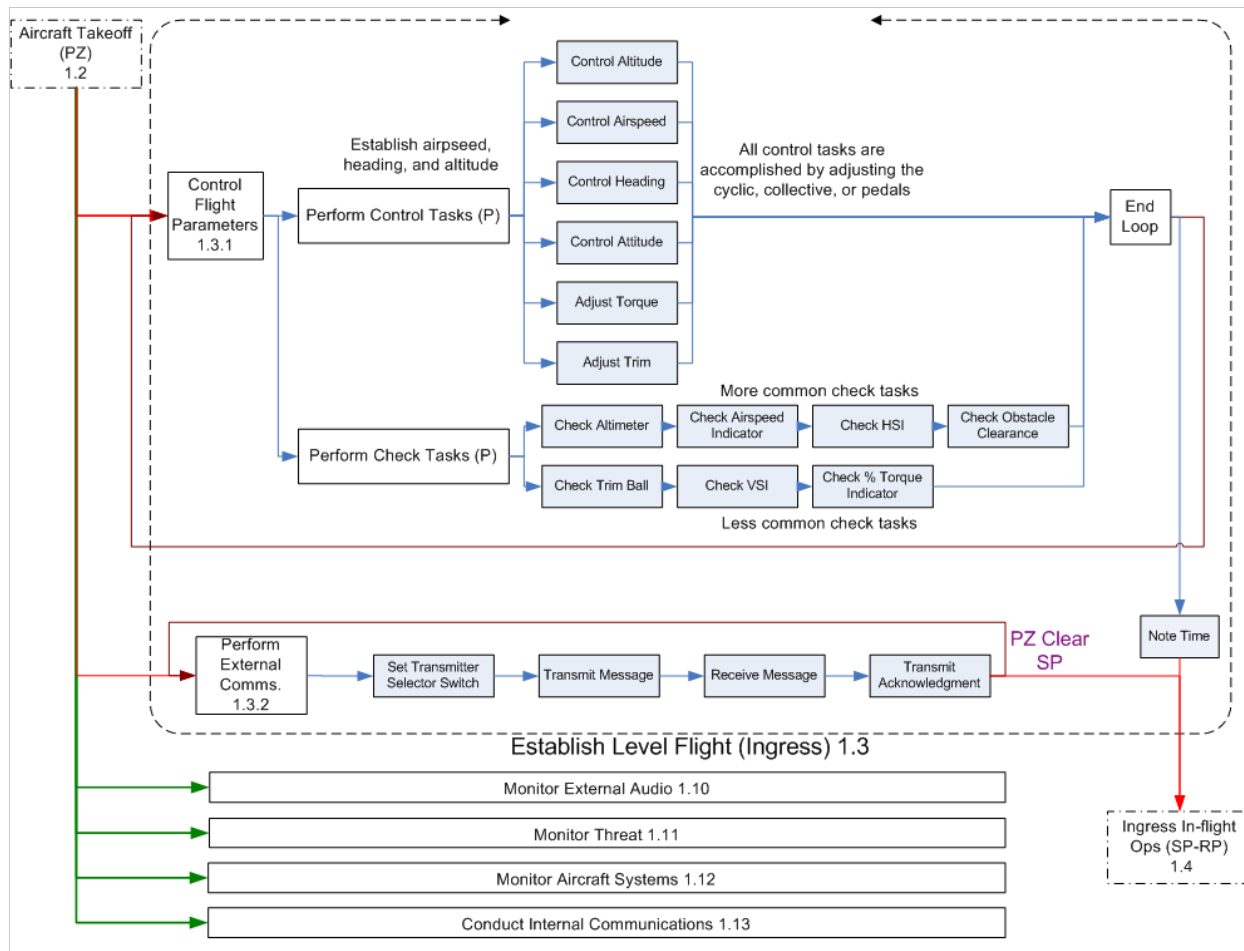 Aircraft Takeoff
(PZ)
1.2
Control Altitude
Control Airspeed
Establish airpseed,
heading, and altitude
All control tasks are
accomplished by adjusting the
cyclic, collective, or pedals
Control
Flight
Parameters
1.3.1
Perform Control Tasks (P)
Control Heading
Control Attitude
Adjust Torque
Adjust Trim
End
Loop
More common check tasks
Perform Check Tasks (P)
Check Altimeter
Check Airspeed
Indicator
Check HSI
Check Obstacle
Clearance
Check Trim Ball
Check VSI
Check % Torque
Indicator
Less common check tasks
Perform
External
Comms.
1.3.2
Set Transmitter
Selector Switch
Transmit Message
Receive Message
Transmit
Acknowledgment
PZ Clear
SP
Note Time
Establish Level Flight (Ingress) 1.3
Monitor External Audio 1.10
Monitor Threat 1.11
Monitor Aircraft Systems 1.12
Conduct Internal Communications 1.13
Ingress In-flight
Ops (SP-RP)
1.4